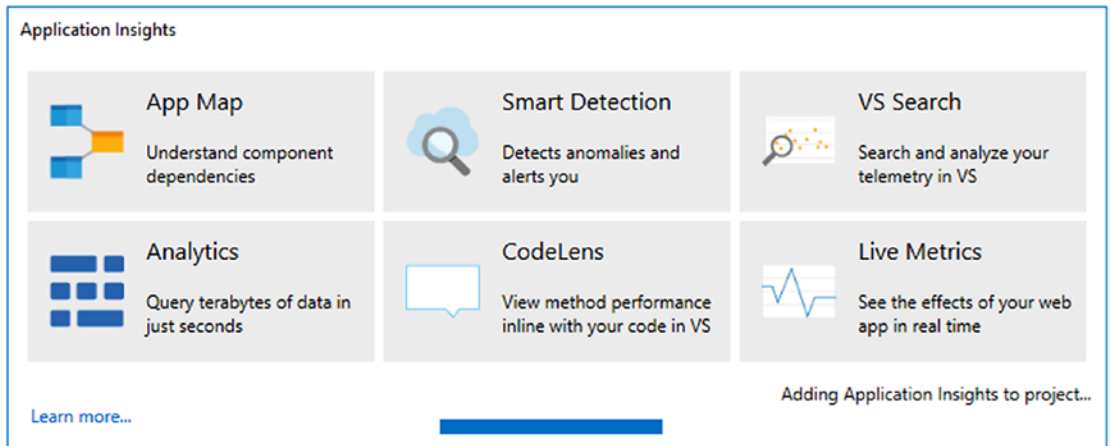 Application Insights
App Map
Understand component
dependencies
Smart Detection
Detects anomalies and
alerts you
VS Search
Search and analyze your
telemetry in VS
Analytics
Query terabytes of data in
just seconds
CodeLens
View method performance
inline with your code in VS
Live Metrics
See the effects of your web
app in real time
Adding Application Insights to project...
Learn more...